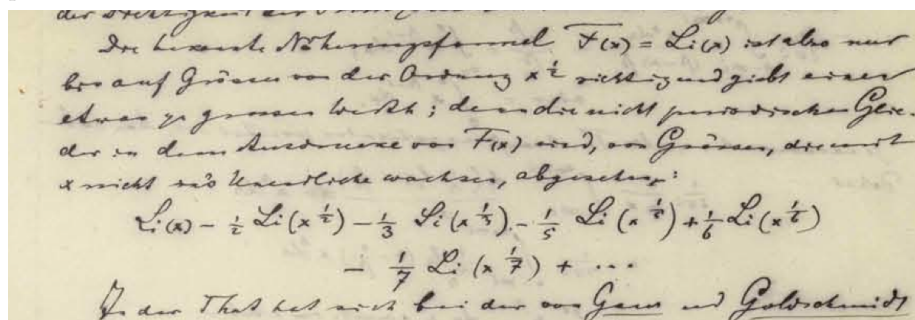 der Dichtigkeit der
Die bekannte Näherungsformel F(x) = Li(x) ist also nur
bis auf Grössen von der Ordnung x^½ richtig und giebt einen
etwas zu grossen Werth; denn die nicht periodischen Glie-
der in dem Ausdrucke von F(x) sind, von Grössen, die mit
x nicht in's Unendliche wachsen, abgesehen:
Li(x) − ½ Li(x^½) − ⅓ Li(x^⅓) − ⅕ Li(x^⅕) + ⅙ Li(x^⅙)
− 1/7 Li(x^1/7) + ⋯
In der That hat sich bei der von Gauss und Goldschmidt